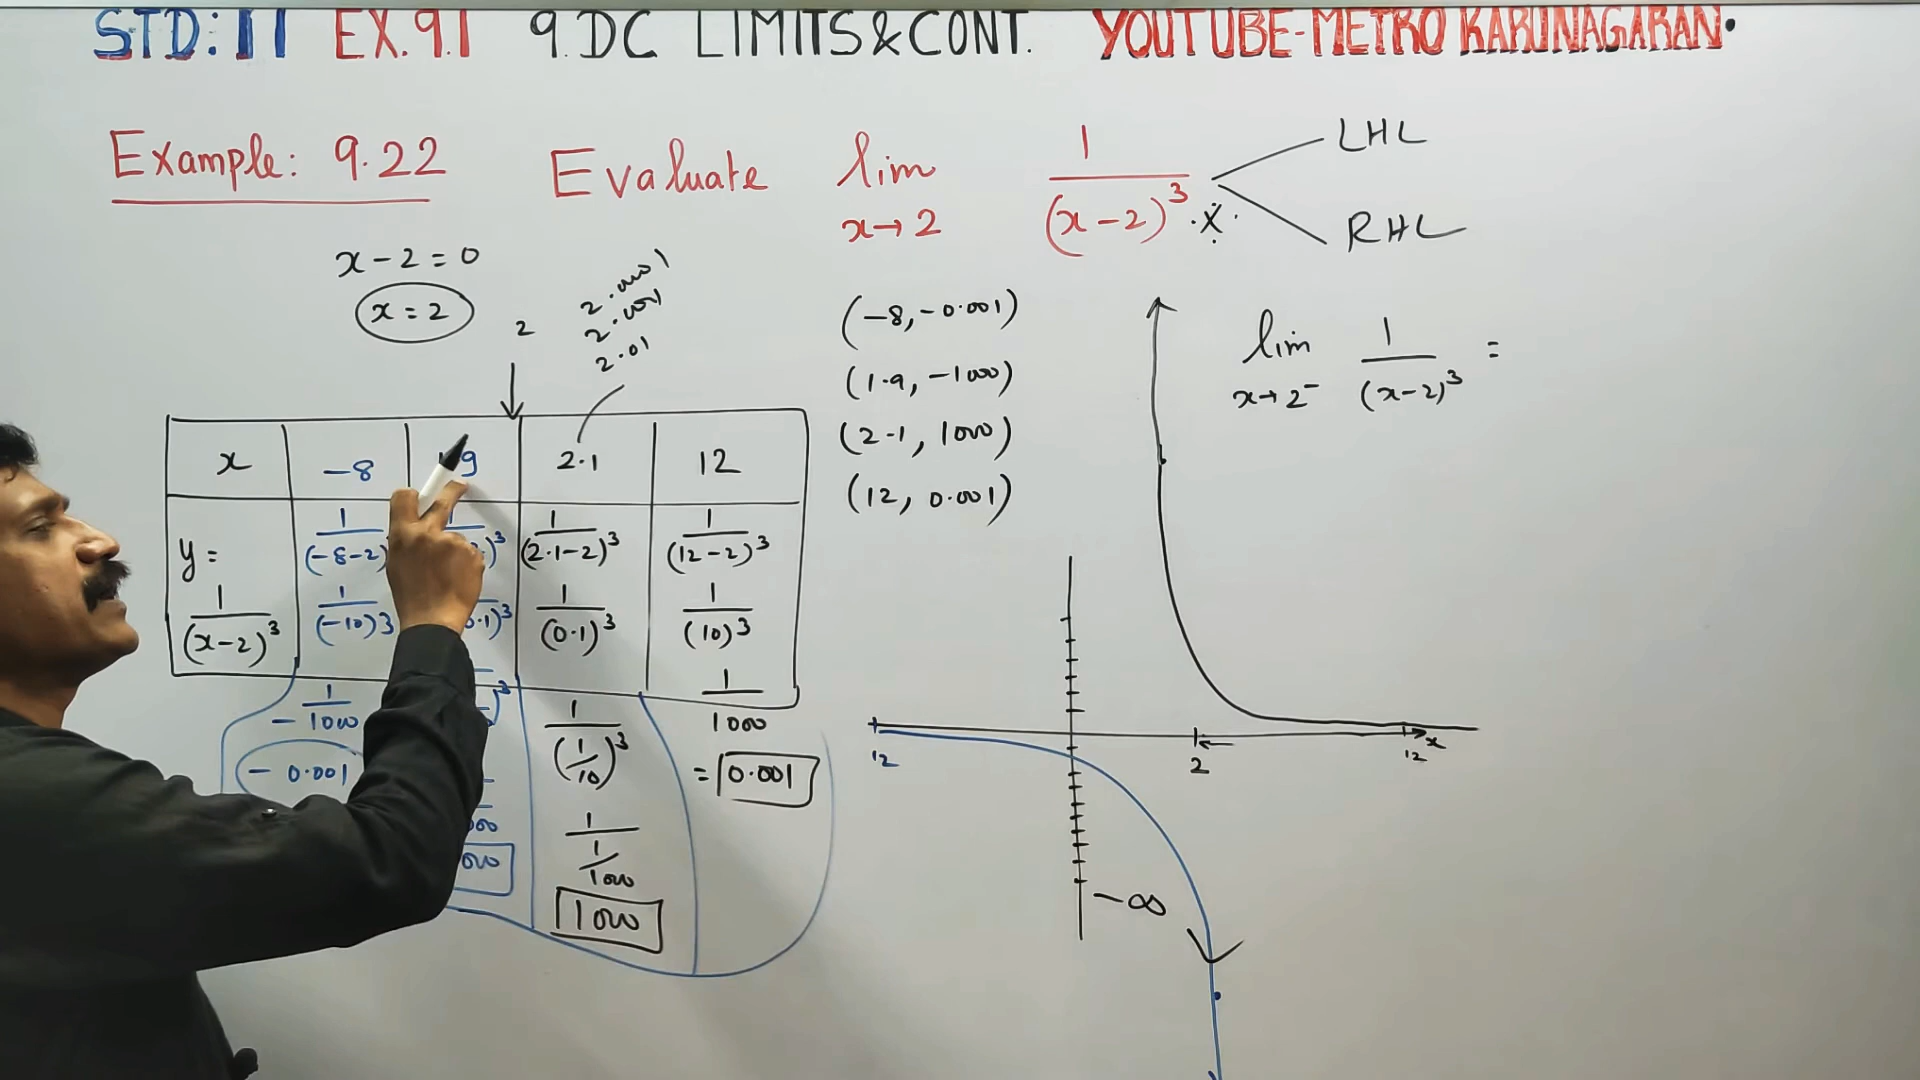 STD: 11 EX.9.1 9.DC LIMITS & CONT. YOUTUBE-METRO KARUNAGARAN.
Example: 9.22 Evaluate lim x→2 1/(x-2)^3 .x.
LHL
RHL
x-2=0
x=2
2
2.0001
2.001
2.01
x -8 2.1 12
y= 1/(x-2)^3
1/(-8-2) 1/(-10)3 -1/1000 -0.001
1/(2.1-2)^3 1/(0.1)^3 1/(1/10)^3 1/(1/1000) 1000
1/(12-2)^3 1/(10)^3 1/1000 =0.001
(-8,-0.001)
(1.9,-1000)
(2.1, 1000)
(12, 0.001)
lim x→2⁻ 1/(x-2)^3 =
12 2 12 x
-∞